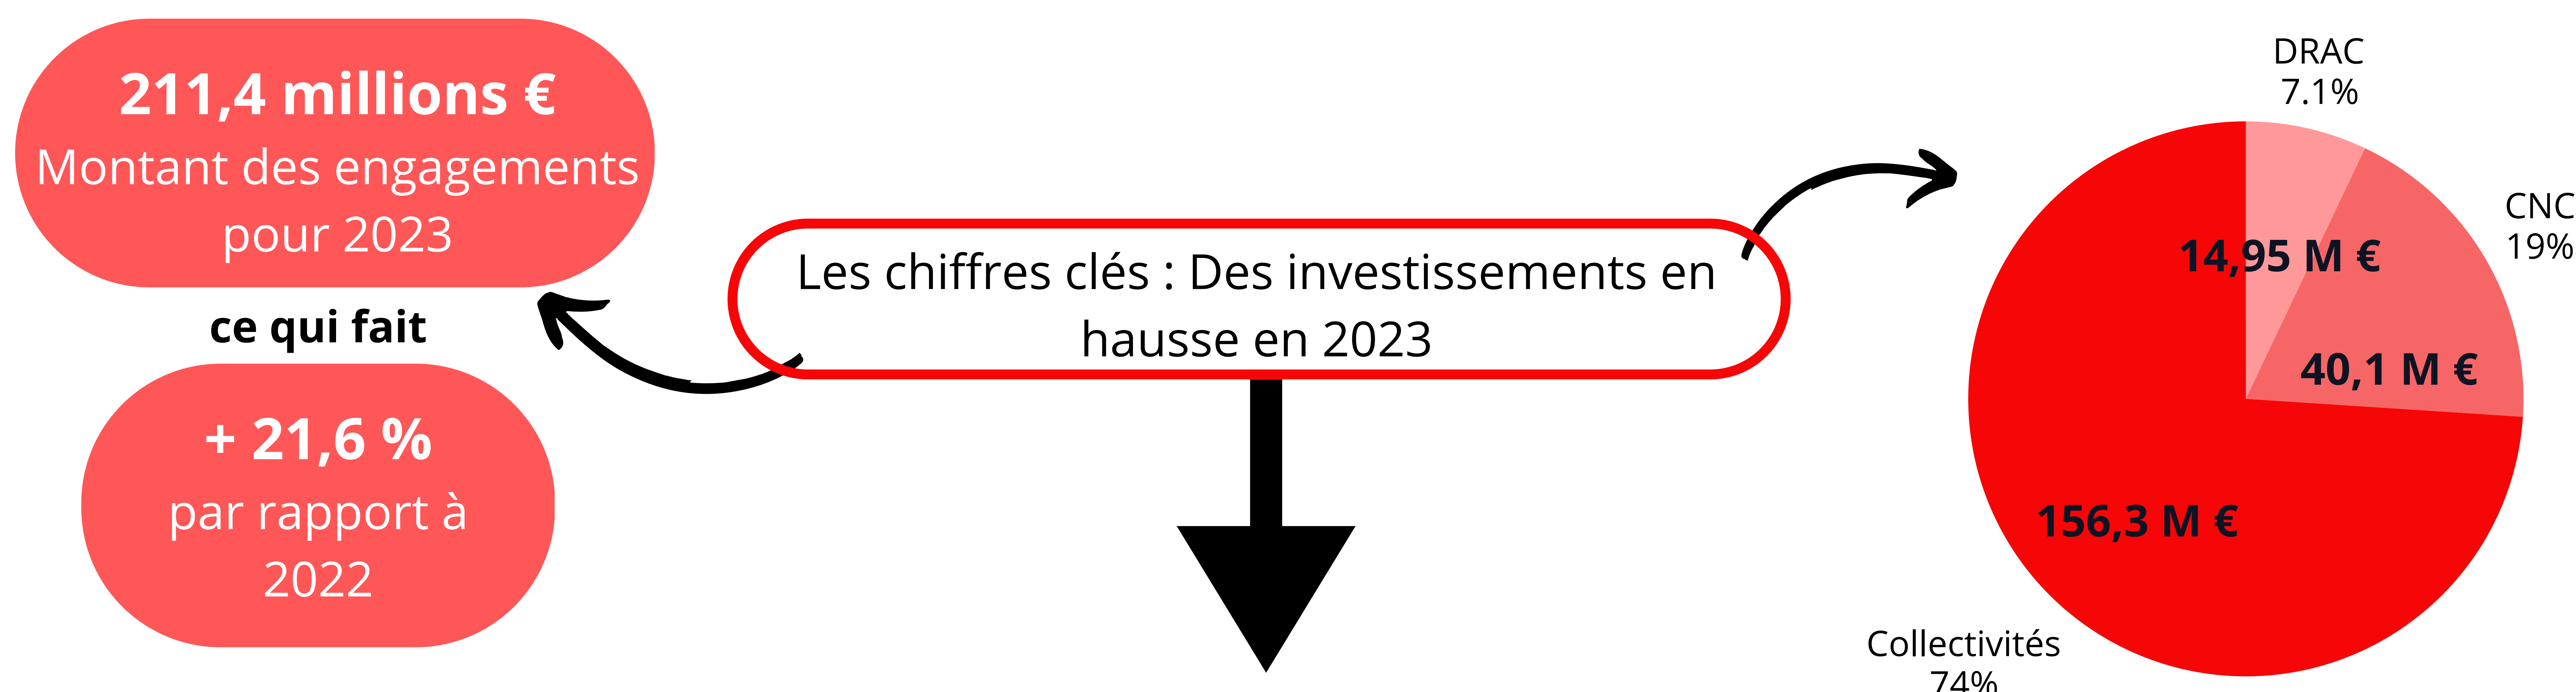 211,4 millions €
Montant des engagements
pour 2023
ce qui fait
+ 21,6 %
par rapport à
2022
Les chiffres clés : Des investissements en
hausse en 2023
DRAC
7.1%
CNC
19%
14,95 M €
40,1 M €
156,3 M €
Collectivités
74%